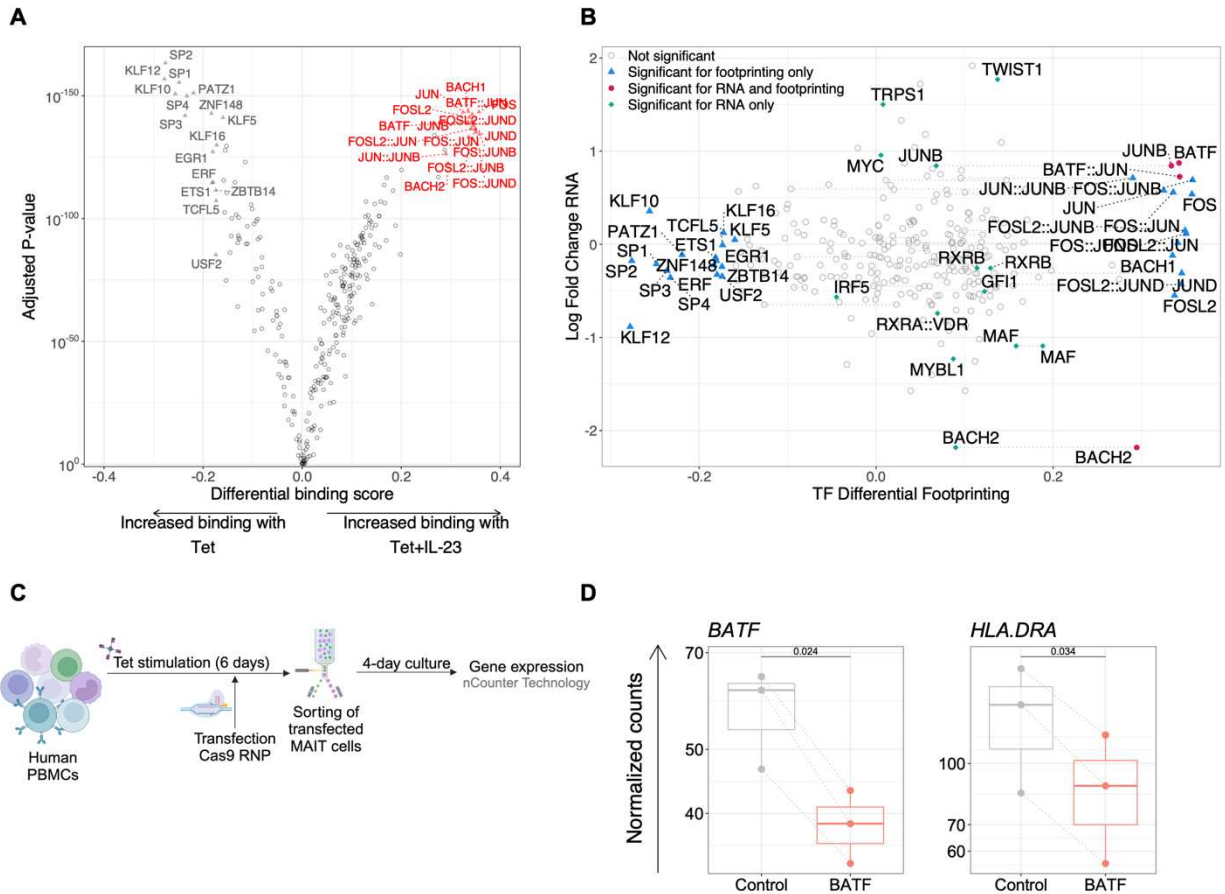 A
10^-150
10^-100
10^-50
10^0
Adjusted P-value
SP2
KLF12
SP1
KLF10
PATZ1
SP4
ZNF148
SP3
KLF5
KLF16
EGR1
ERF
ETS1
ZBTB14
TCFL5
USF2
BACH1
JUN
BATF::JUN
FOS
FOSL2
FOSL2::JUND
BATF
JUNB
JUND
FOSL2::JUN
FOS::JUN
JUN::JUNB
FOS::JUNB
FOSL2::JUNB
BACH2
FOS::JUND
-0.4
-0.2
0.0
0.2
0.4
Differential binding score
Increased binding with
Tet
Increased binding with
Tet+IL-23
B
2
1
0
-1
-2
Log Fold Change RNA
Not significant
Significant for footprinting only
Significant for RNA and footprinting
Significant for RNA only
TWIST1
TRPS1
MYC
JUNB
JUNB
BATF
BATF::JUN
JUN::JUNB
FOS::JUNB
JUN
FOS
KLF10
KLF16
TCFL5
PATZ1
ETS1
KLF5
FOSL2::JUNB
FOS::JUN
SP1
EGR1
FOS::JUND
FOSL2::JUN
SP2
ZNF148
ZBTB14
RXRB
RXRB
BACH1
SP3
ERF
USF2
IRF5
GFI1
FOSL2::JUND
JUND
SP4
FOSL2
KLF12
RXRA::VDR
MAF
MAF
MYBL1
BACH2
BACH2
-0.2
0.0
0.2
TF Differential Footprinting
C
Tet stimulation (6 days)
4-day culture
Gene expression
nCounter Technology
Human
PBMCs
Transfection
Cas9 RNP
Sorting of
transfected
MAIT cells
D
Normalized counts
BATF
70
50
40
0.024
Control
BATF
HLA.DRA
100
70
60
0.034
Control
BATF